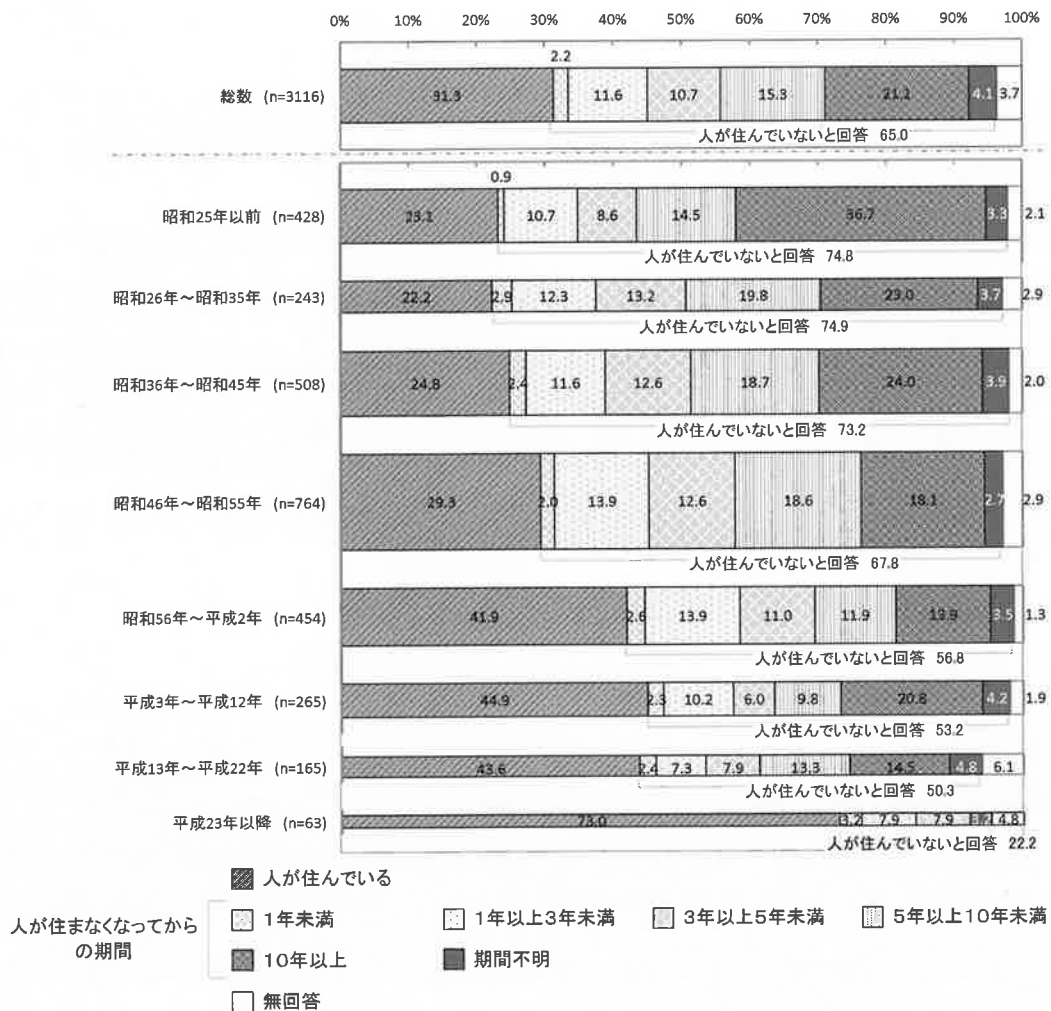 0% 10% 20% 30% 40% 50% 60% 70% 80% 90% 100%
2.2
総数 (n=3116) 31.3 11.6 10.7 15.3 21.1 4.1 3.7
人が住んでいないと回答 65.0
0.9
昭和25年以前 (n=428) 23.1 10.7 8.6 14.5 36.7 3.3 2.1
人が住んでいないと回答 74.8
昭和26年～昭和35年 (n=243) 22.2 2.9 12.3 13.2 19.8 23.0 3.7 2.9
人が住んでいないと回答 74.9
昭和36年～昭和45年 (n=508) 24.8 2.4 11.6 12.6 18.7 24.0 3.9 2.0
人が住んでいないと回答 73.2
昭和46年～昭和55年 (n=764) 29.3 2.0 13.9 12.6 18.6 18.1 2.7 2.9
人が住んでいないと回答 67.8
昭和56年～平成2年 (n=454) 41.9 2.6 13.9 11.0 11.9 13.9 3.5 1.3
人が住んでいないと回答 56.8
平成3年～平成12年 (n=265) 44.9 2.3 10.2 6.0 9.8 20.8 4.2 1.9
人が住んでいないと回答 53.2
平成13年～平成22年 (n=165) 43.6 2.4 7.3 7.9 13.3 14.5 4.8 6.1
人が住んでいないと回答 50.3
平成23年以降 (n=63) 73.0 3.2 7.9 7.9 4.8
人が住んでいないと回答 22.2
人が住んでいる
人が住まなくなってから
の期間
1年未満 1年以上3年未満 3年以上5年未満 5年以上10年未満
10年以上 期間不明
無回答